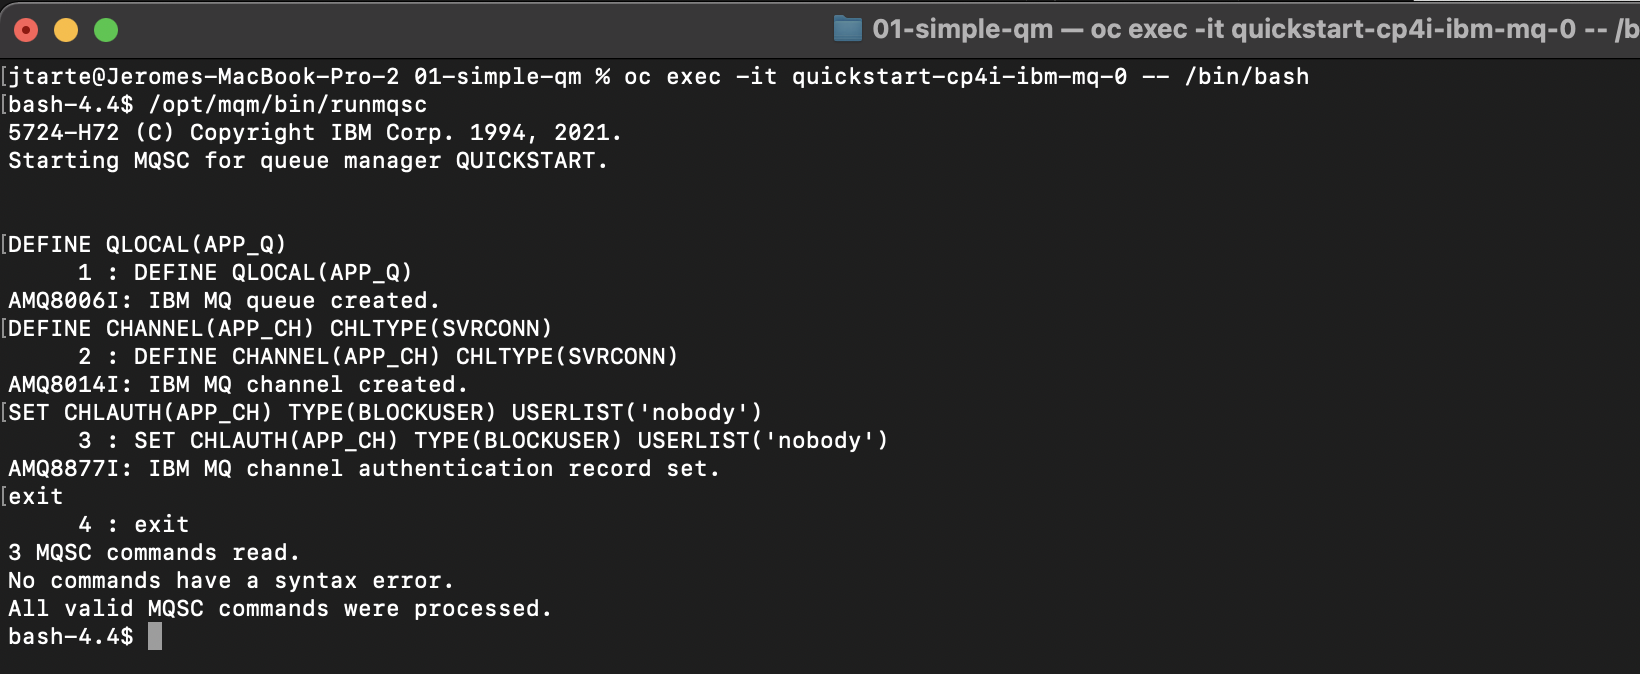 01-simple-qm — oc exec -it quickstart-cp4i-ibm-mq-0 -- /b
[jtarte@Jeromes-MacBook-Pro-2 01-simple-qm % oc exec -it quickstart-cp4i-ibm-mq-0 -- /bin/bash
[bash-4.4$ /opt/mqm/bin/runmqsc
5724-H72 (C) Copyright IBM Corp. 1994, 2021.
Starting MQSC for queue manager QUICKSTART.
[DEFINE QLOCAL(APP_Q)
1 : DEFINE QLOCAL(APP_Q)
AMQ8006I: IBM MQ queue created.
[DEFINE CHANNEL(APP_CH) CHLTYPE(SVRCONN)
2 : DEFINE CHANNEL(APP_CH) CHLTYPE(SVRCONN)
AMQ8014I: IBM MQ channel created.
[SET CHLAUTH(APP_CH) TYPE(BLOCKUSER) USERLIST('nobody')
3 : SET CHLAUTH(APP_CH) TYPE(BLOCKUSER) USERLIST('nobody')
AMQ8877I: IBM MQ channel authentication record set.
[exit
4 : exit
3 MQSC commands read.
No commands have a syntax error.
All valid MQSC commands were processed.
bash-4.4$